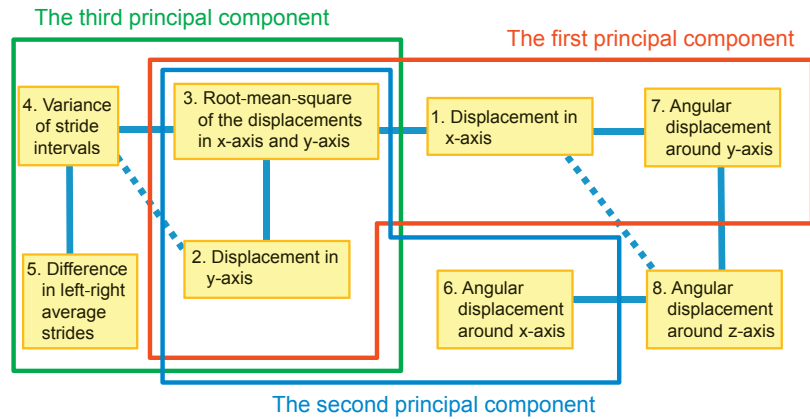 The third principal component
The first principal component
4. Variance
of stride
intervals
3. Root-mean-square
of the displacements
in x-axis and y-axis
1. Displacement in
x-axis
7. Angular
displacement
around y-axis
5. Difference
in left-right
average
strides
2. Displacement in
y-axis
6. Angular
displacement
around x-axis
8. Angular
displacement
around z-axis
The second principal component